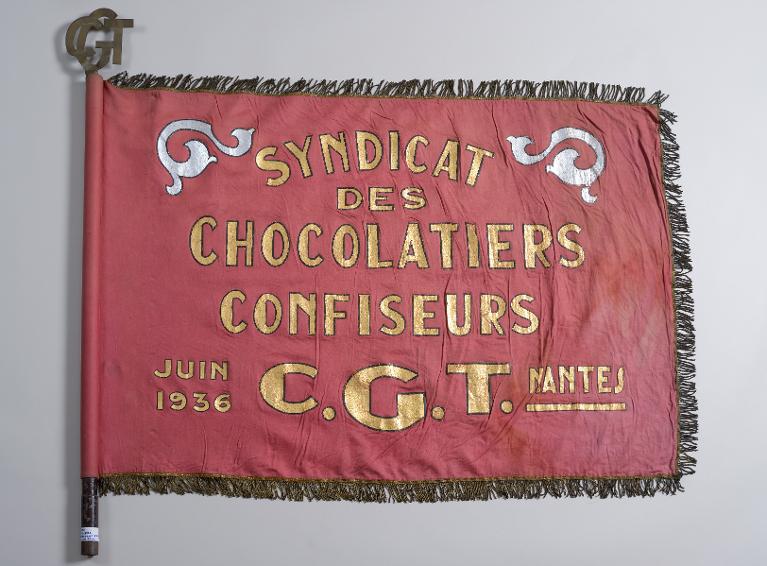 CGT
SYNDICAT
DES
CHOCOLATIERS
CONFISEURS
JUIN
1936
C.G.T.
NANTES